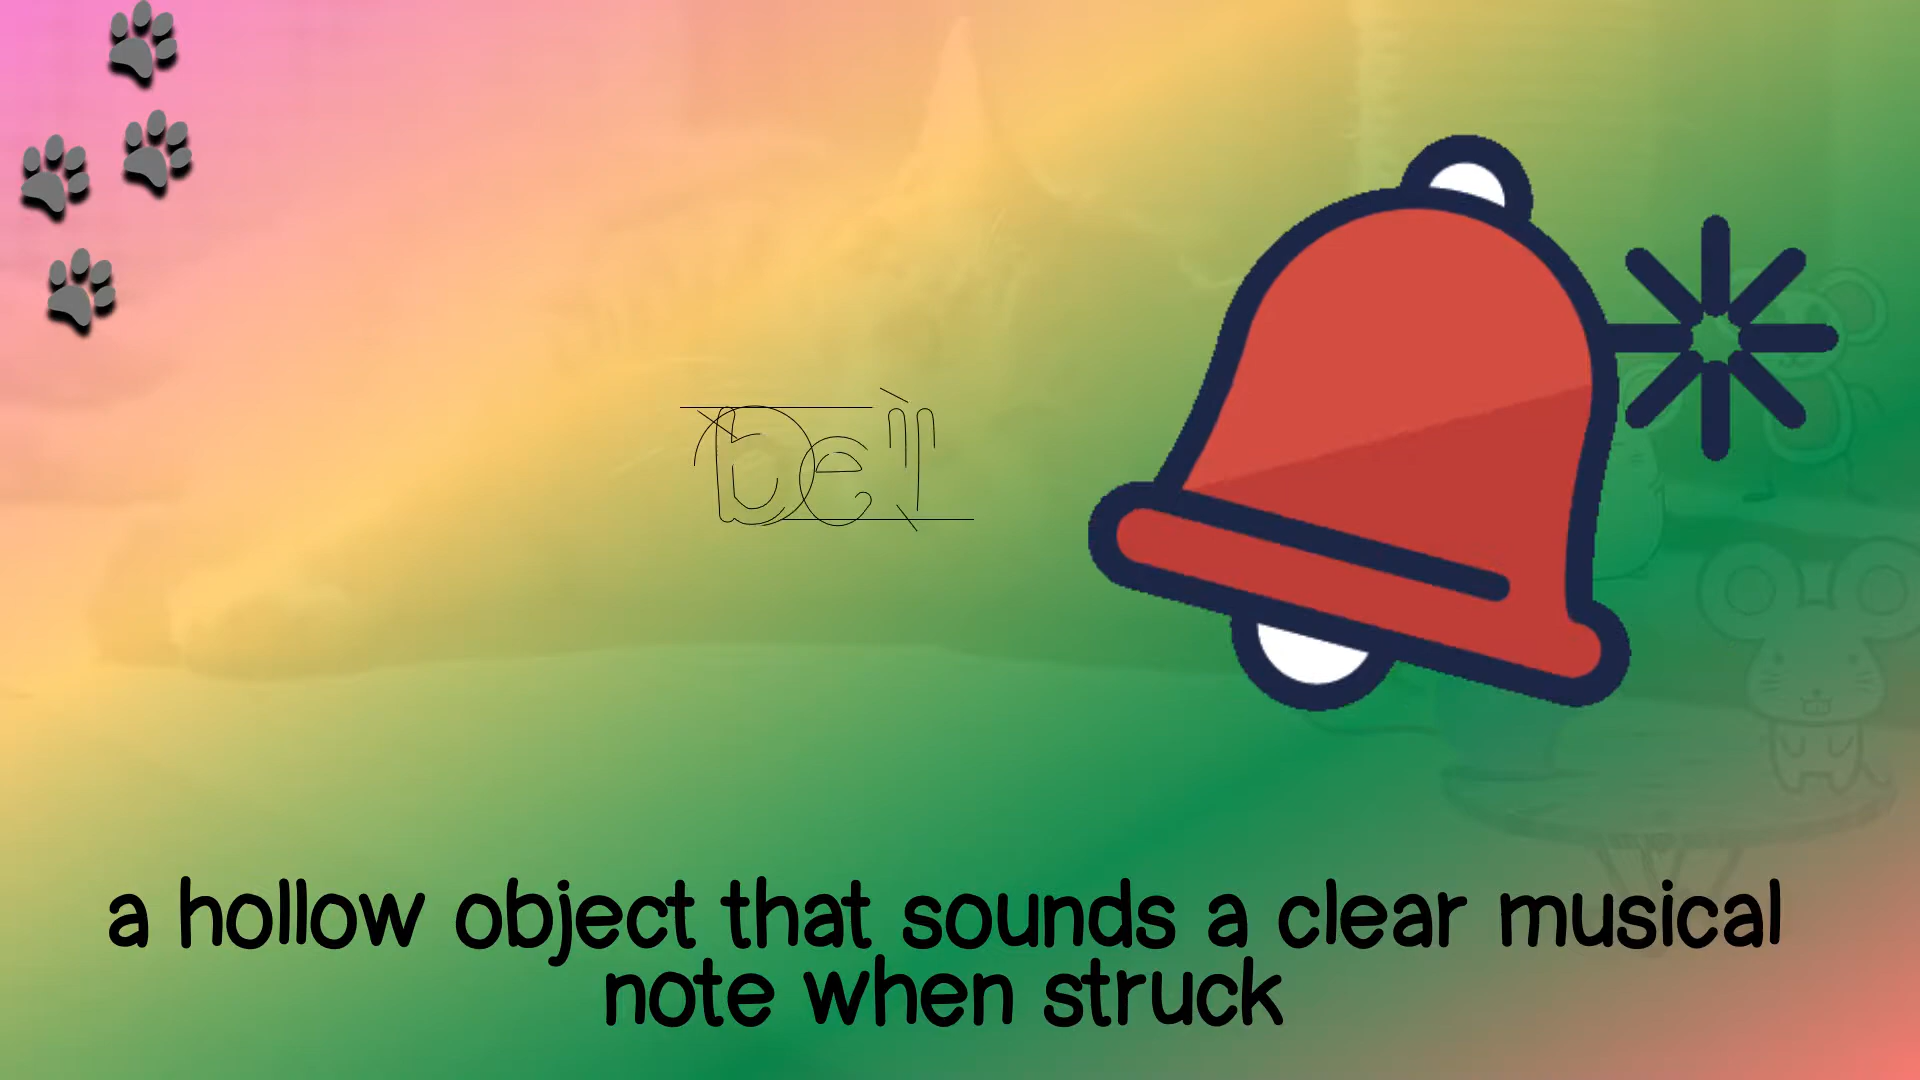 bell
a hollow object that sounds a clear musical
note when struck